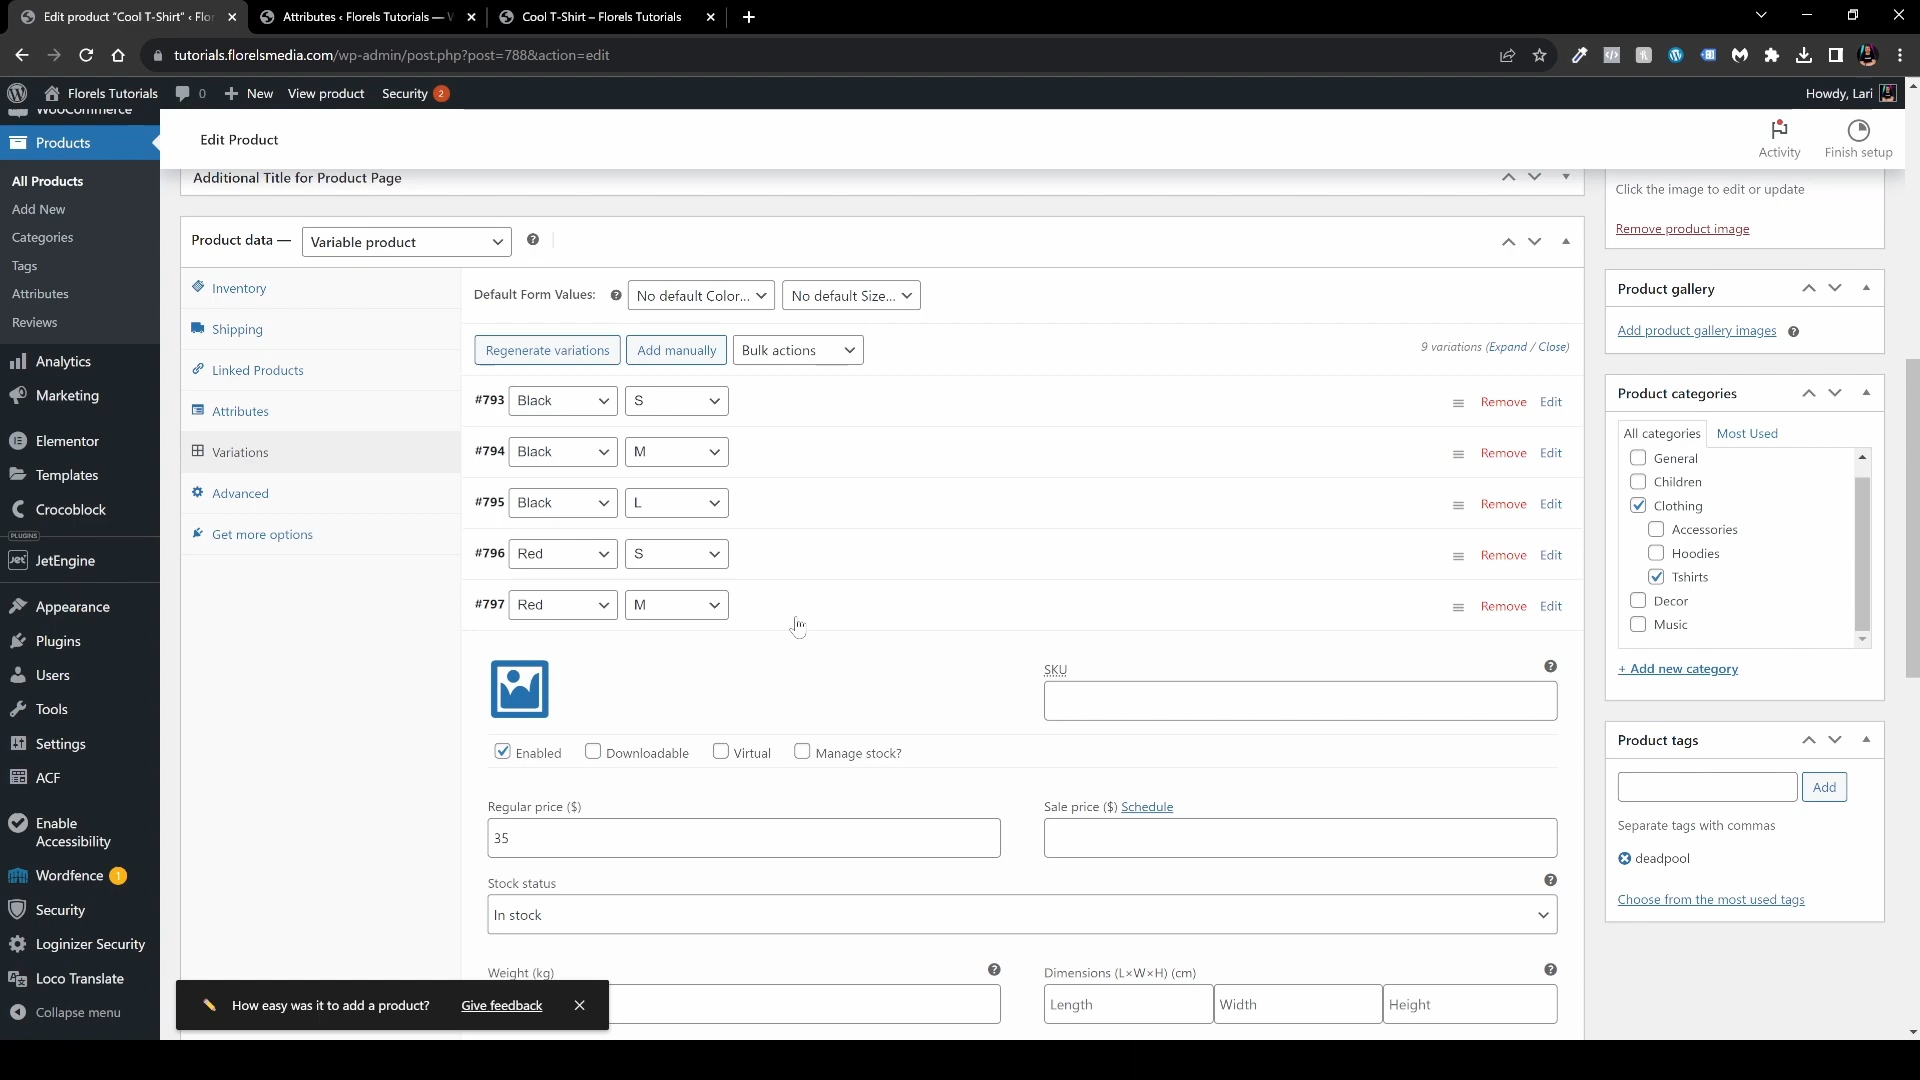 Edit product “Cool T-Shirt” ‹ Flor
Attributes ‹ Florels Tutorials — W
Cool T-Shirt – Florels Tutorials
tutorials.florelsmedia.com/wp-admin/post.php?post=788&action=edit
Florels Tutorials
0
New
View product
Security 2
Howdy, Lari
WooCommerce
Products
All Products
Add New
Categories
Tags
Attributes
Reviews
Analytics
Marketing
Elementor
Templates
Crocoblock
PLUGINS
Jet JetEngine
Appearance
Plugins
Users
Tools
Settings
ACF
Enable
Accessibility
Wordfence 1
Security
Loginizer Security
Loco Translate
Collapse menu
Edit Product
Activity
Finish setup
Additional Title for Product Page
Product data —
Variable product
Inventory
Shipping
Linked Products
Attributes
Variations
Advanced
Get more options
Default Form Values:
No default Color...
No default Size...
Regenerate variations
Add manually
Bulk actions
9 variations (Expand / Close)
#793 Black S Remove Edit
#794 Black M Remove Edit
#795 Black L Remove Edit
#796 Red S Remove Edit
#797 Red M Remove Edit
SKU
Enabled
Downloadable
Virtual
Manage stock?
Regular price ($)
35
Sale price ($) Schedule
Stock status
In stock
Weight (kg)
Dimensions (L×W×H) (cm)
Length
Width
Height
How easy was it to add a product?
Give feedback
Click the image to edit or update
Remove product image
Product gallery
Add product gallery images
Product categories
All categories
Most Used
General
Children
Clothing
Accessories
Hoodies
Tshirts
Decor
Music
+ Add new category
Product tags
Add
Separate tags with commas
deadpool
Choose from the most used tags